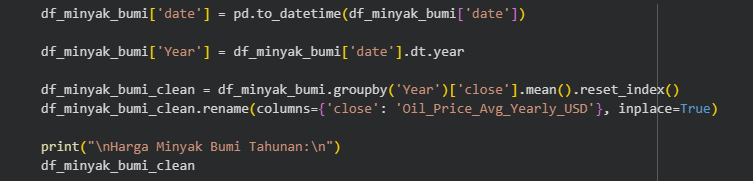 df_minyak_bumi['date'] = pd.to_datetime(df_minyak_bumi['date'])
df_minyak_bumi['Year'] = df_minyak_bumi['date'].dt.year
df_minyak_bumi_clean = df_minyak_bumi.groupby('Year')['close'].mean().reset_index()
df_minyak_bumi_clean.rename(columns={'close': 'Oil_Price_Avg_Yearly_USD'}, inplace=True)
print("\nHarga Minyak Bumi Tahunan:\n")
df_minyak_bumi_clean